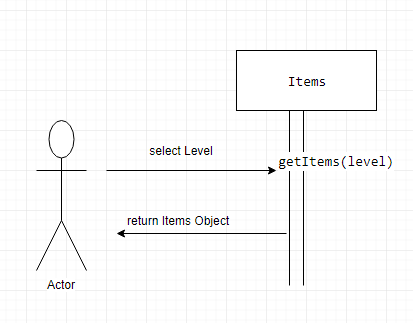 Items
select Level
getItems(level)
return Items Object
Actor